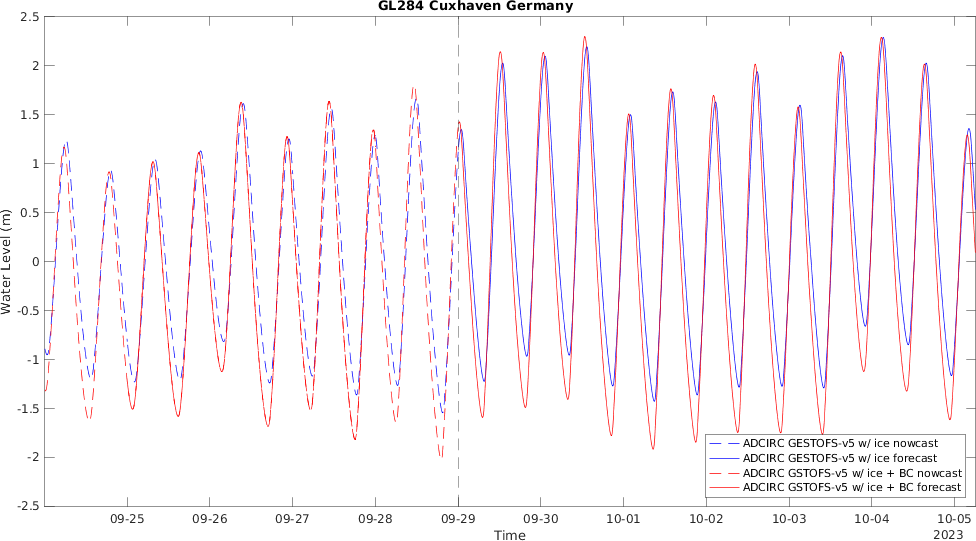 GL284 Cuxhaven Germany
2.5
2
1.5
1
0.5
0
-0.5
-1
-1.5
-2
-2.5
Water Level (m)
ADCIRC GESTOFS-v5 w/ ice nowcast
ADCIRC GESTOFS-v5 w/ ice forecast
ADCIRC GSTOFS-v5 w/ ice + BC nowcast
ADCIRC GSTOFS-v5 w/ ice + BC forecast
09-25 09-26 09-27 09-28 09-29 09-30 10-01 10-02 10-03 10-04 10-05
Time
2023